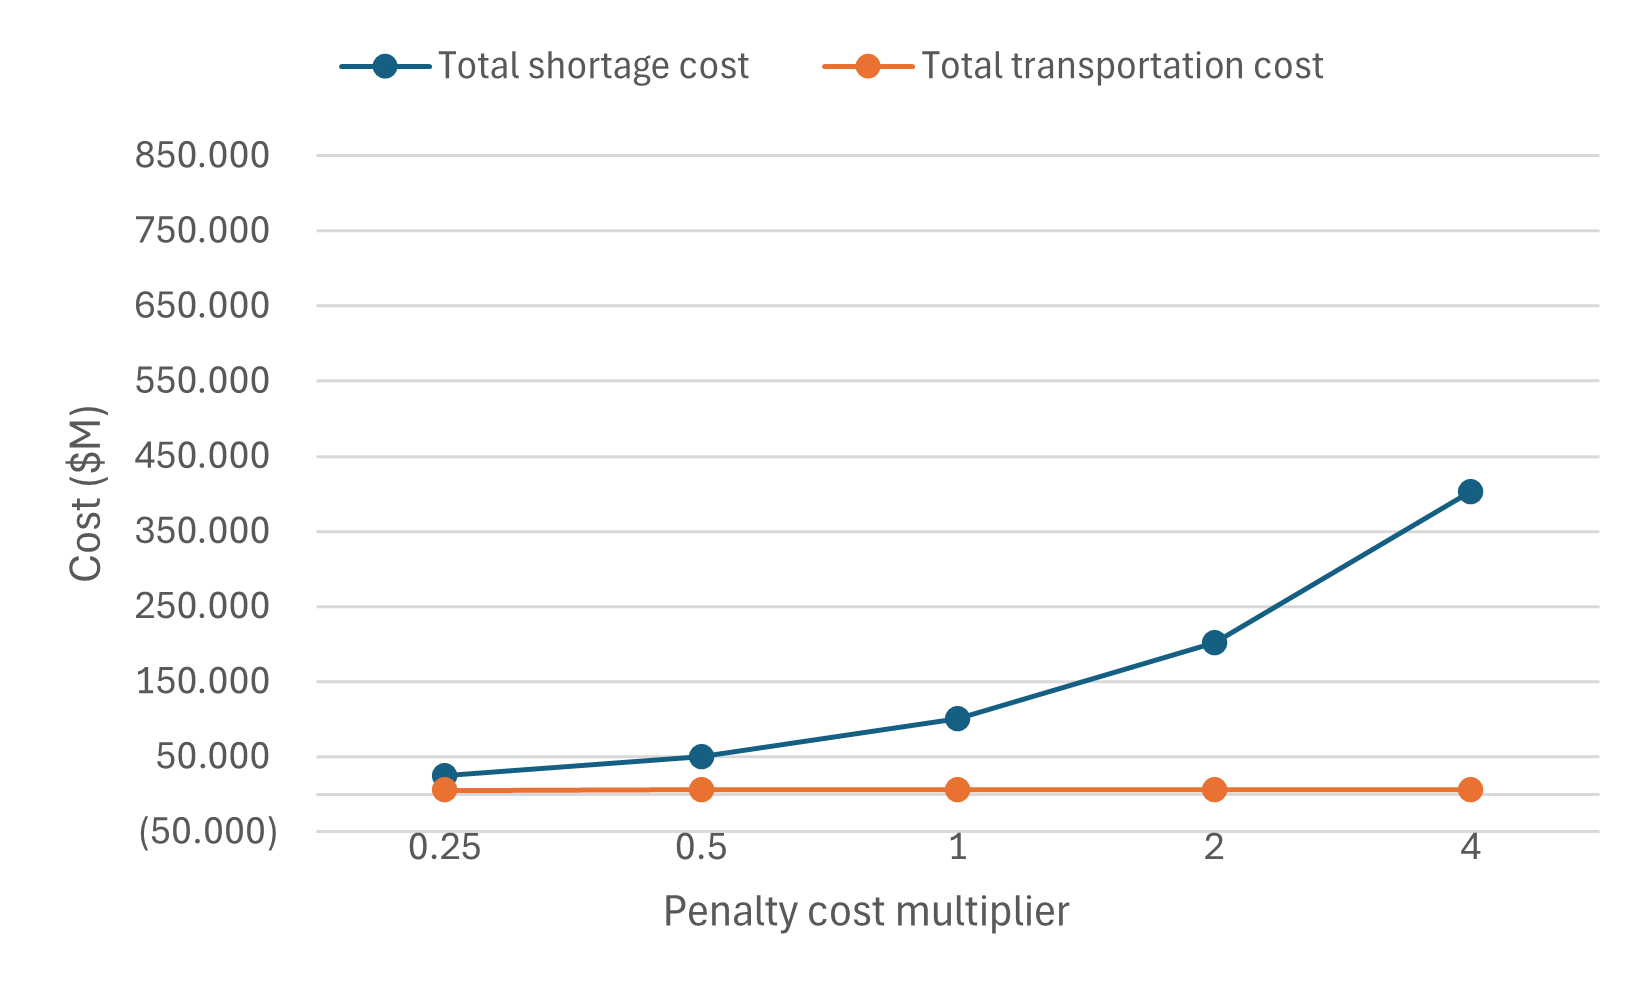 Total shortage cost Total transportation cost
850.000
750.000
650.000
550.000
450.000
350.000
250.000
150.000
50.000
(50.000)
Cost ($M)
0.25 0.5 1 2 4
Penalty cost multiplier